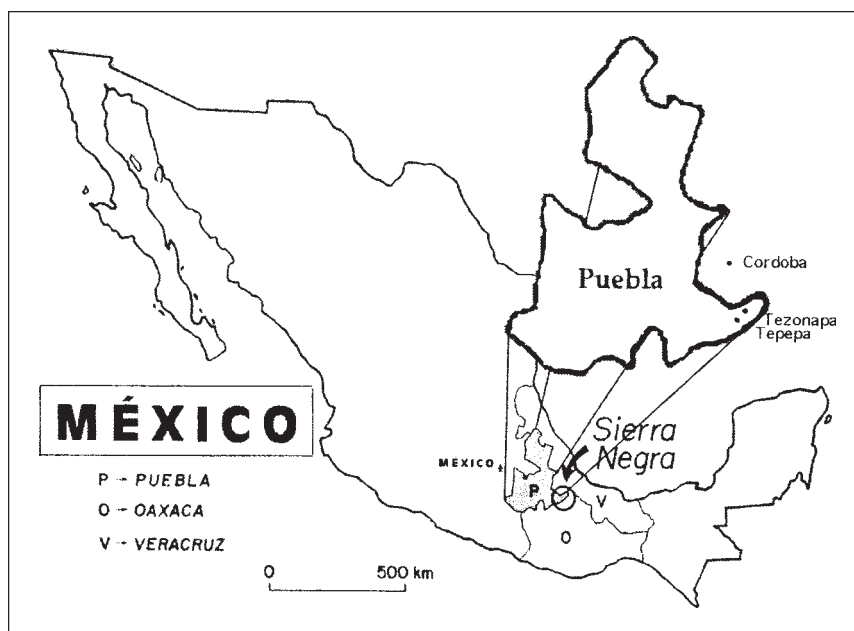 Puebla
Cordoba
Tezonapa
Tepepa
MÉXICO
P - PUEBLA
O - OAXACA
V - VERACRUZ
0 500 km
MEXICO
Sierra
Negra
P
V
O